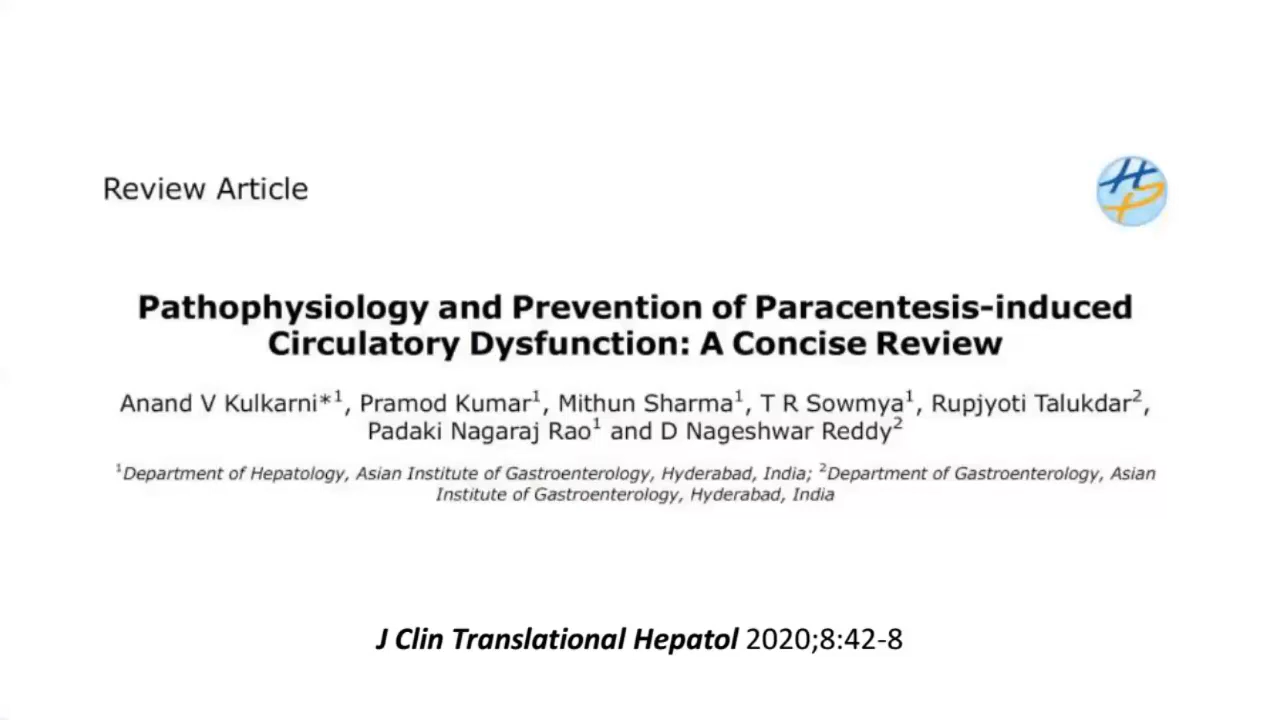 Review Article
HP
Pathophysiology and Prevention of Paracentesis-induced
Circulatory Dysfunction: A Concise Review
Anand V Kulkarni*¹, Pramod Kumar¹, Mithun Sharma¹, T R Sowmya¹, Rupjyoti Talukdar²,
Padaki Nagaraj Rao¹ and D Nageshwar Reddy²
¹Department of Hepatology, Asian Institute of Gastroenterology, Hyderabad, India; ²Department of Gastroenterology, Asian
Institute of Gastroenterology, Hyderabad, India
J Clin Translational Hepatol 2020;8:42-8